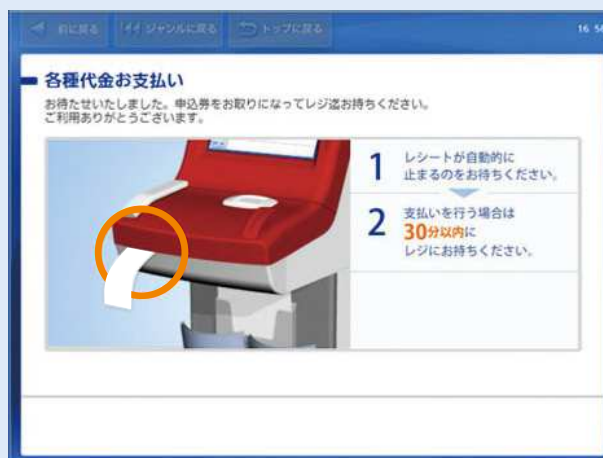 前に戻る
ジャンルに戻る
トップに戻る
16 5
各種代金お支払い
お待たせいたしました。申込券をお取りになってレジ迄お持ちください。
ご利用ありがとうございます。
1
レシートが自動的に
止まるのをお待ちください。
2
支払いを行う場合は
30分以内に
レジにお持ちください。